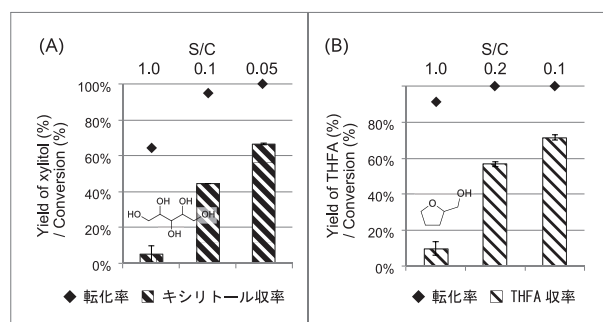 (A)
S/C
1.0 0.1 0.05
100%
80%
60%
40%
20%
0%
Yield of xylitol (%)
/ Conversion (%)
OH OH
HO OH
OH
◆ 転化率 キシリトール収率
(B)
S/C
1.0 0.2 0.1
80%
60%
40%
20%
0%
Yield of THFA (%)
/ Conversion (%)
O OH
◆ 転化率 THFA 収率